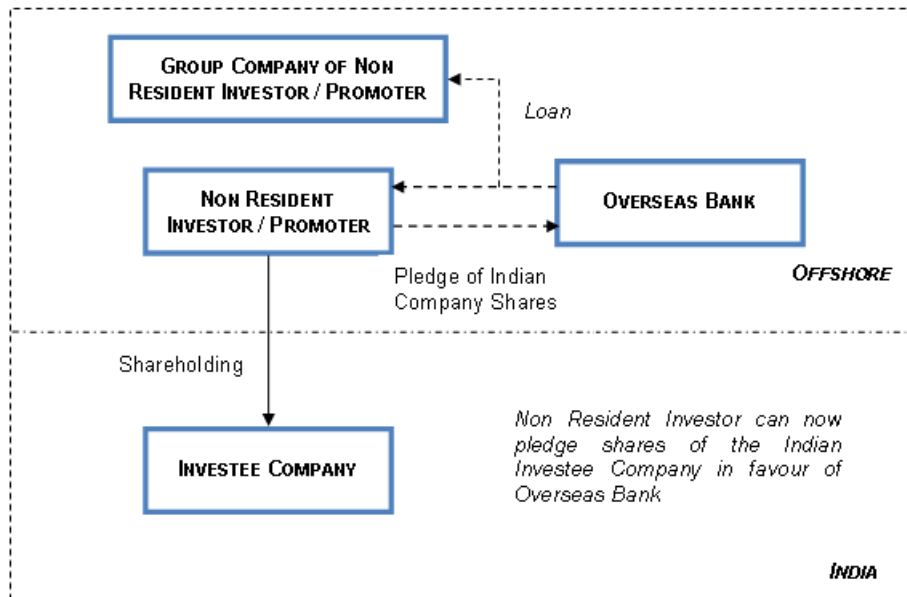 GROUP COMPANY OF NON
RESIDENT INVESTOR / PROMOTER
Loan
NON RESIDENT
INVESTOR / PROMOTER
OVERSEAS BANK
Pledge of Indian
Company Shares
OFFSHORE
Shareholding
INVESTEE COMPANY
Non Resident Investor can now
pledge shares of the Indian
Investee Company in favour of
Overseas Bank
INDIA